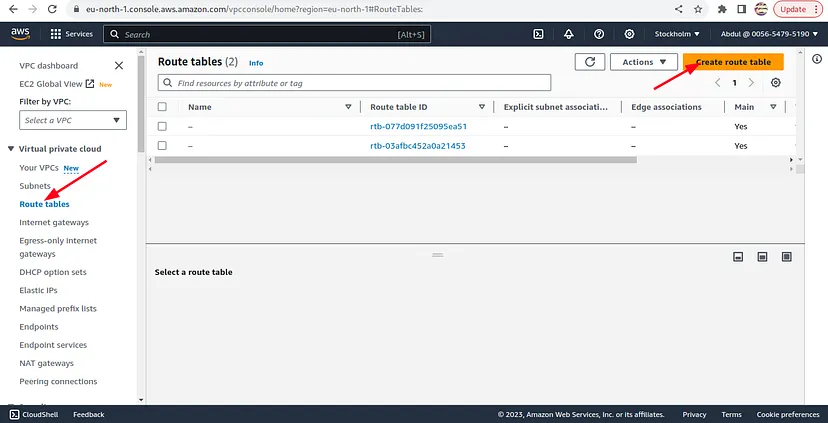 eu-north-1.console.aws.amazon.com/vpcconsole/home?region=eu-north-1#RouteTables:
Update
aws
Services
Search
[Alt+S]
Stockholm
Abdul @ 0056-5479-5190
VPC dashboard
EC2 Global View
New
Filter by VPC:
Select a VPC
Virtual private cloud
Your VPCs New
Subnets
Route tables
Internet gateways
Egress-only internet
gateways
DHCP option sets
Elastic IPs
Managed prefix lists
Endpoints
Endpoint services
NAT gateways
Peering connections
Route tables (2) Info
Actions
Create route table
Find resources by attribute or tag
1
Name Route table ID Explicit subnet associati... Edge associations Main
– rtb-077d091f25095ea51 – – Yes
– rtb-03afbc452a0a21453 – – Yes
Select a route table
CloudShell Feedback © 2023, Amazon Web Services, Inc. or its affiliates. Privacy Terms Cookie preferences